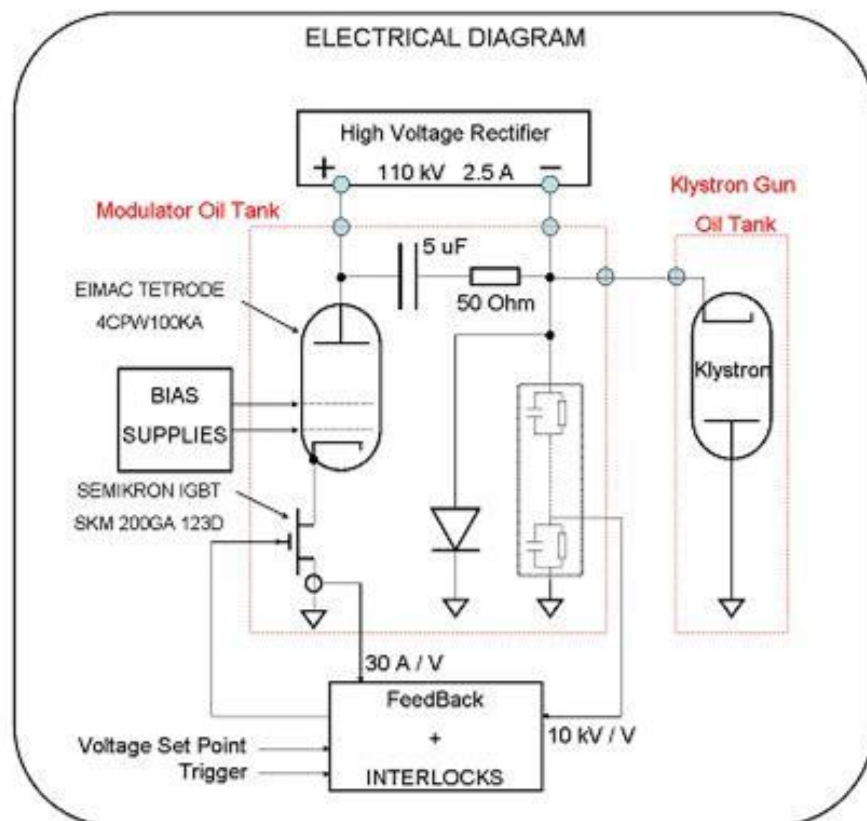 ELECTRICAL DIAGRAM
High Voltage Rectifier
+ 110 kV 2.5 A −
Modulator Oil Tank
Klystron Gun
Oil Tank
5 uF
50 Ohm
EIMAC TETRODE
4CPW100KA
Klystron
BIAS
SUPPLIES
SEMIKRON IGBT
SKM 200GA 123D
30 A / V
10 kV / V
FeedBack
+
INTERLOCKS
Voltage Set Point
Trigger